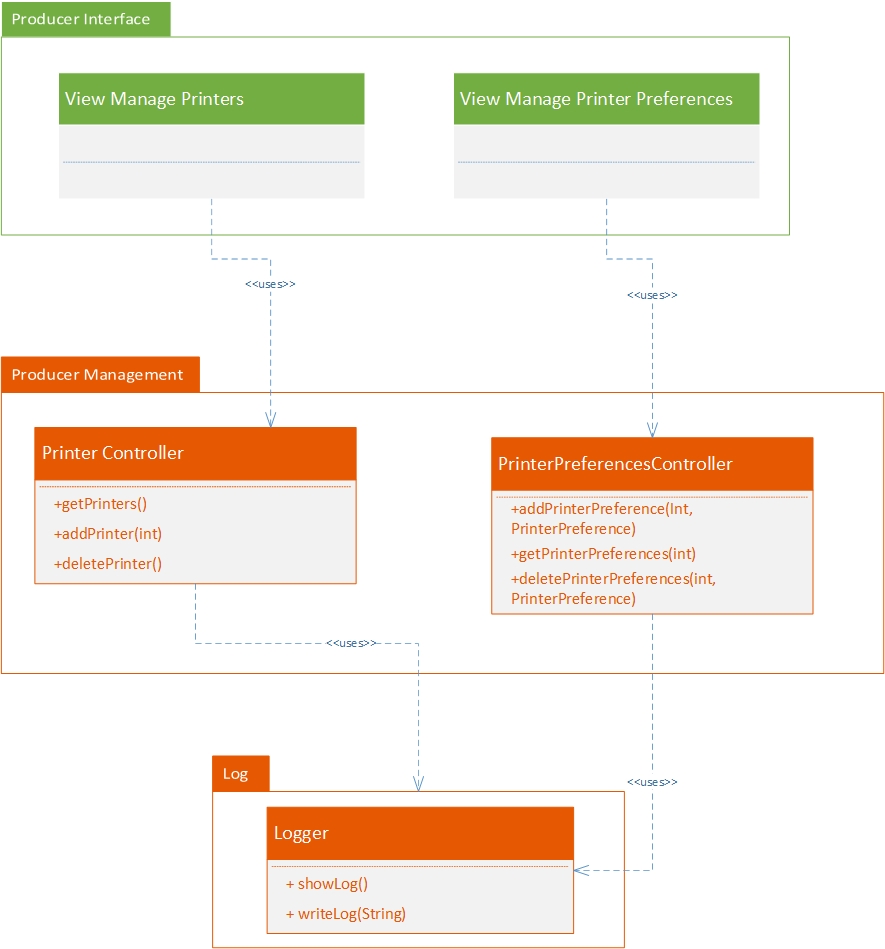 Producer Interface
View Manage Printers
View Manage Printer Preferences
<<uses>>
<<uses>>
Producer Management
Printer Controller
+getPrinters()
+addPrinter(int)
+deletePrinter()
PrinterPreferencesController
+addPrinterPreference(Int,
PrinterPreference)
+getPrinterPreferences(int)
+deletePrinterPreferences(int,
PrinterPreference)
<<uses>>
<<uses>>
Log
Logger
+ showLog()
+ writeLog(String)